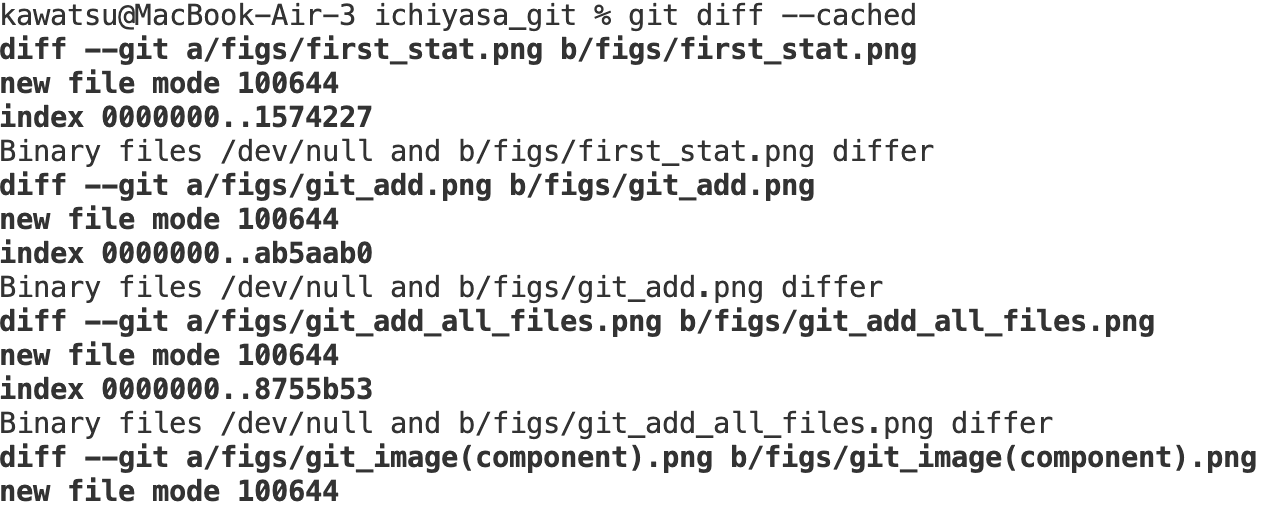 kawatsu@MacBook-Air-3 ichiyasa_git % git diff --cached
diff --git a/figs/first_stat.png b/figs/first_stat.png
new file mode 100644
index 0000000..1574227
Binary files /dev/null and b/figs/first_stat.png differ
diff --git a/figs/git_add.png b/figs/git_add.png
new file mode 100644
index 0000000..ab5aab0
Binary files /dev/null and b/figs/git_add.png differ
diff --git a/figs/git_add_all_files.png b/figs/git_add_all_files.png
new file mode 100644
index 0000000..8755b53
Binary files /dev/null and b/figs/git_add_all_files.png differ
diff --git a/figs/git_image(component).png b/figs/git_image(component).png
new file mode 100644